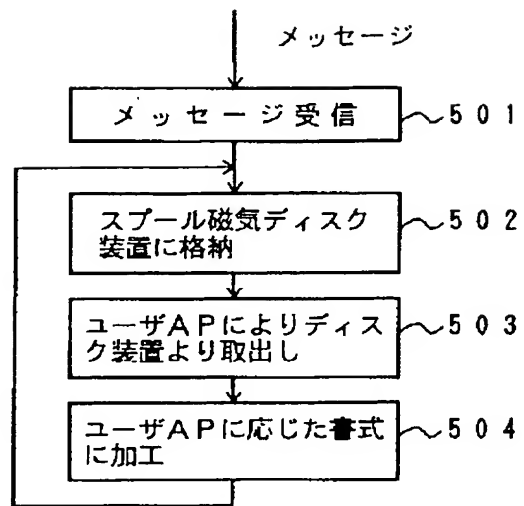 メッセージ
メッセージ受信
501
スプール磁気ディスク
装置に格納
502
ユーザAPによりディス
ク装置より取出し
503
ユーザAPに応じた書式
に加工
504